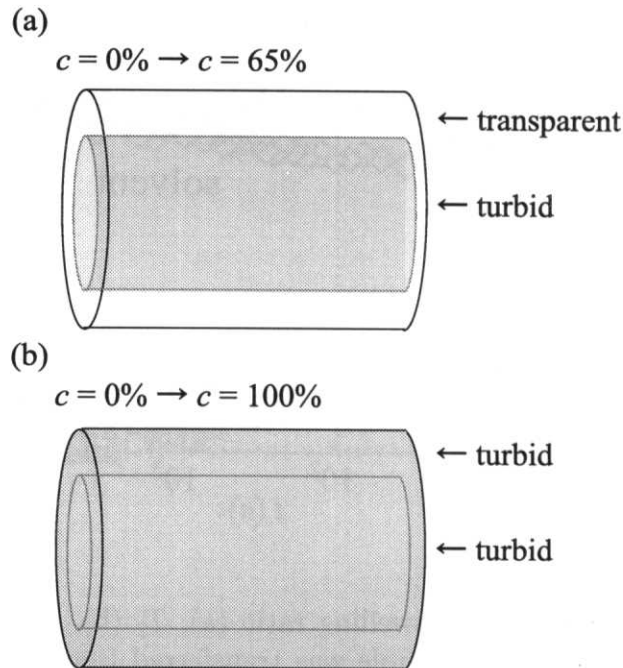 (a)
c = 0% → c = 65%
← transparent
← turbid
(b)
c = 0% → c = 100%
← turbid
← turbid